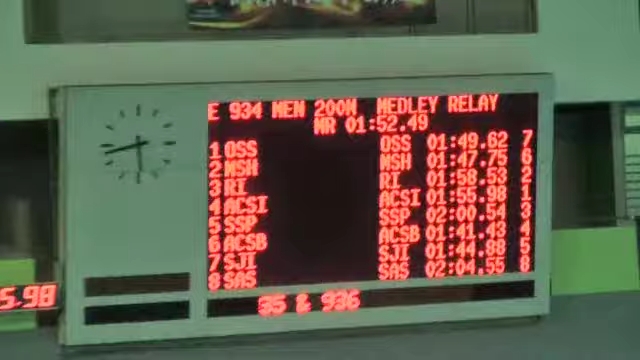 E 934 MEN 200M MEDLEY RELAY
MR 01:52.49
1 OSS OSS 01:49.62 7
2 MSH MSH 01:47.75 6
3 RI RI 01:58.53 2
4 ACSI ACSI 01:55.98 1
5 SSP SSP 02:00.54 3
6 ACSB ACSB 01:41.43 4
7 SJI SJI 01:44.88 5
8 SAS SAS 02:04.55 8
5.98
35 & 936